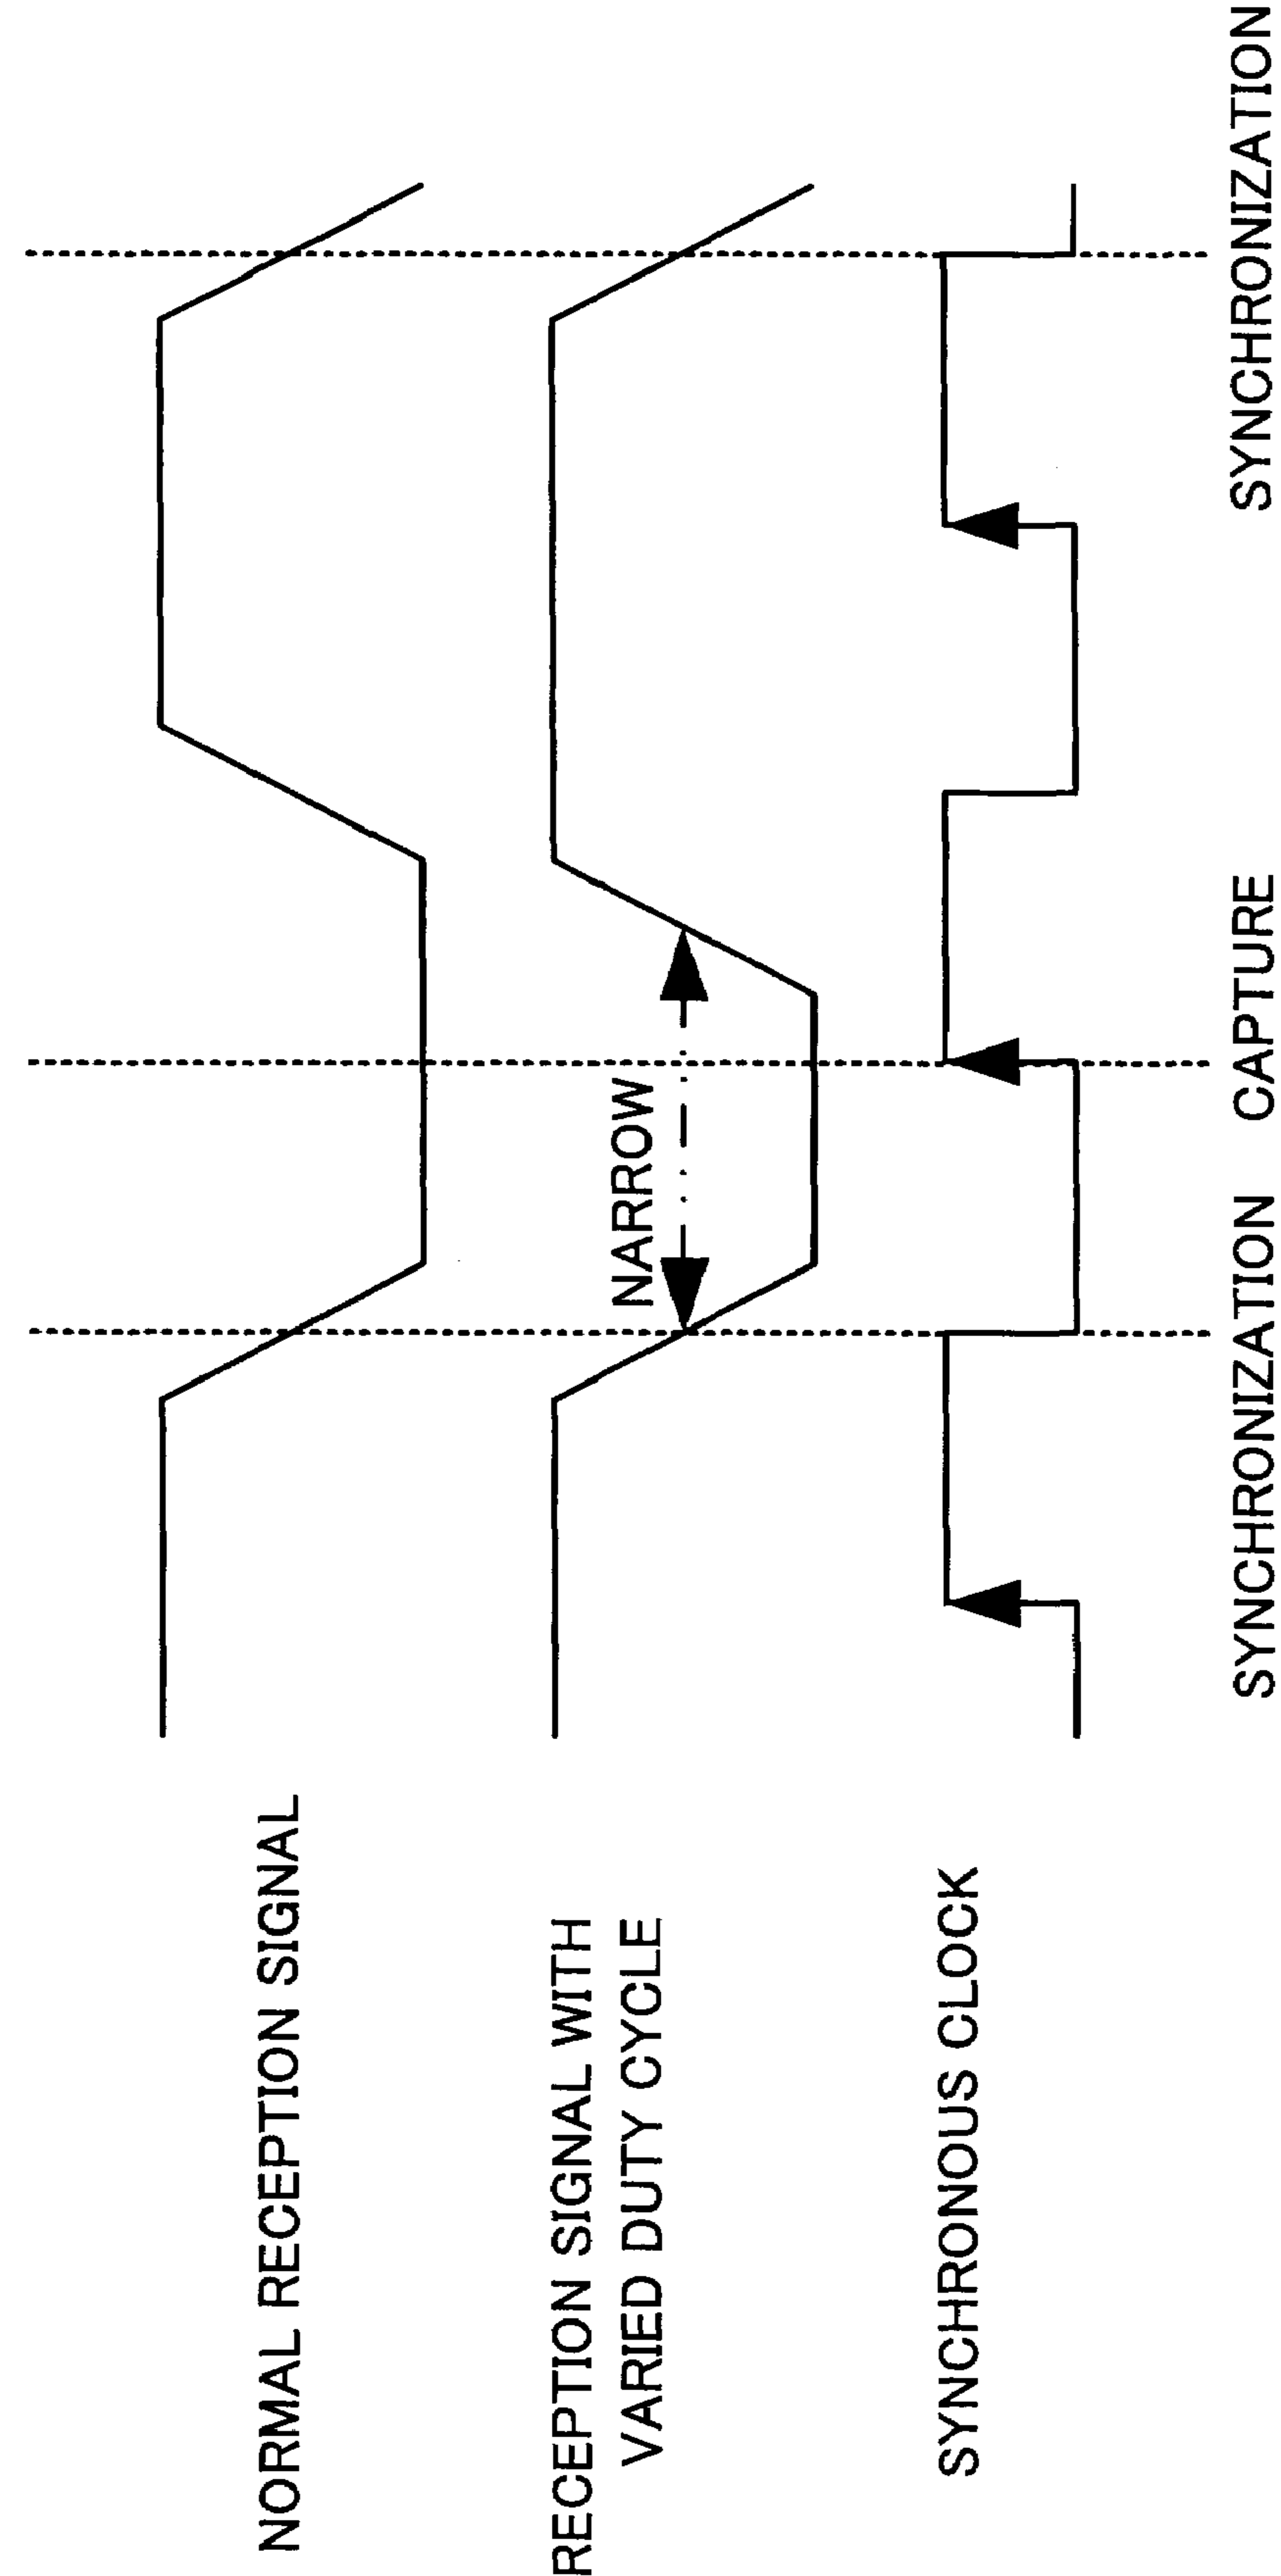 NORMAL RECEPTION SIGNAL
RECEPTION SIGNAL WITH
VARIED DUTY CYCLE
NARROW
SYNCHRONOUS CLOCK
SYNCHRONIZATION CAPTURE SYNCHRONIZATION